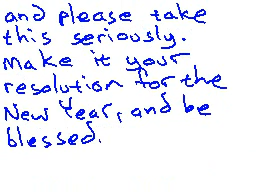 and please take
this seriously.
Make it your
resolution for the
New Year, and be
blessed.